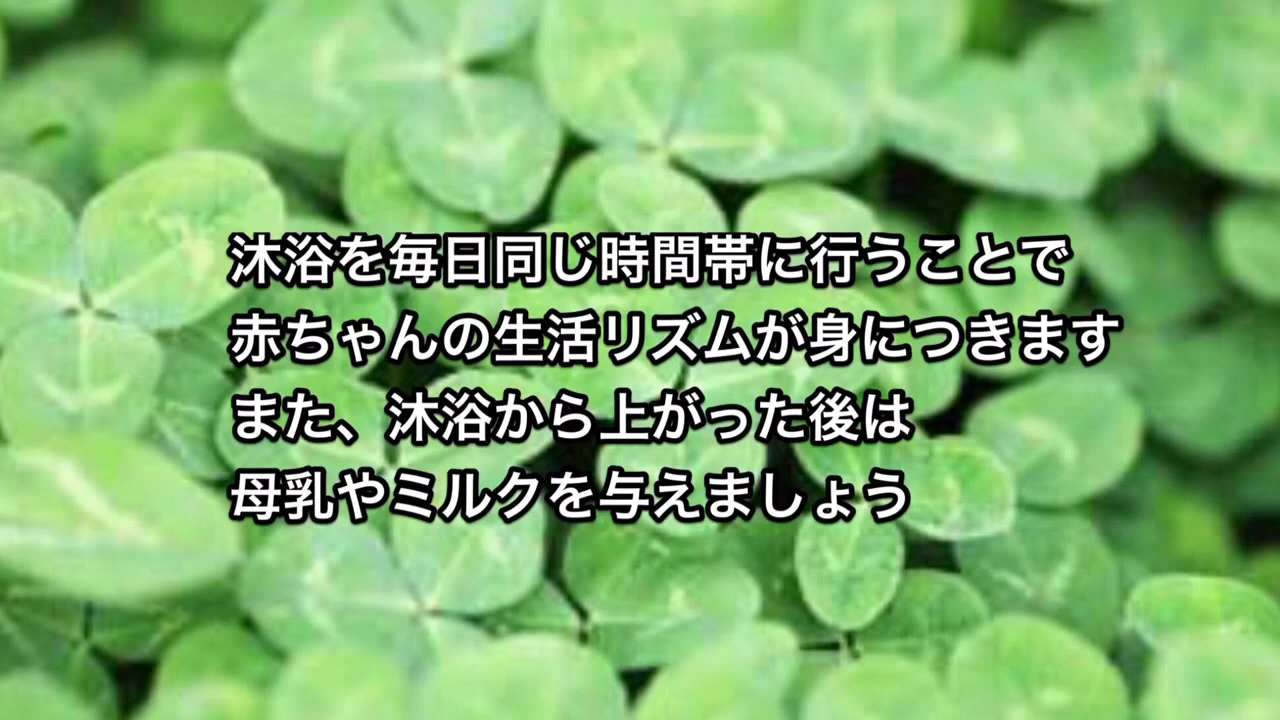 沐浴を毎日同じ時間帯に行うことで
赤ちゃんの生活リズムが身につきます
また、沐浴から上がった後は
母乳やミルクを与えましょう